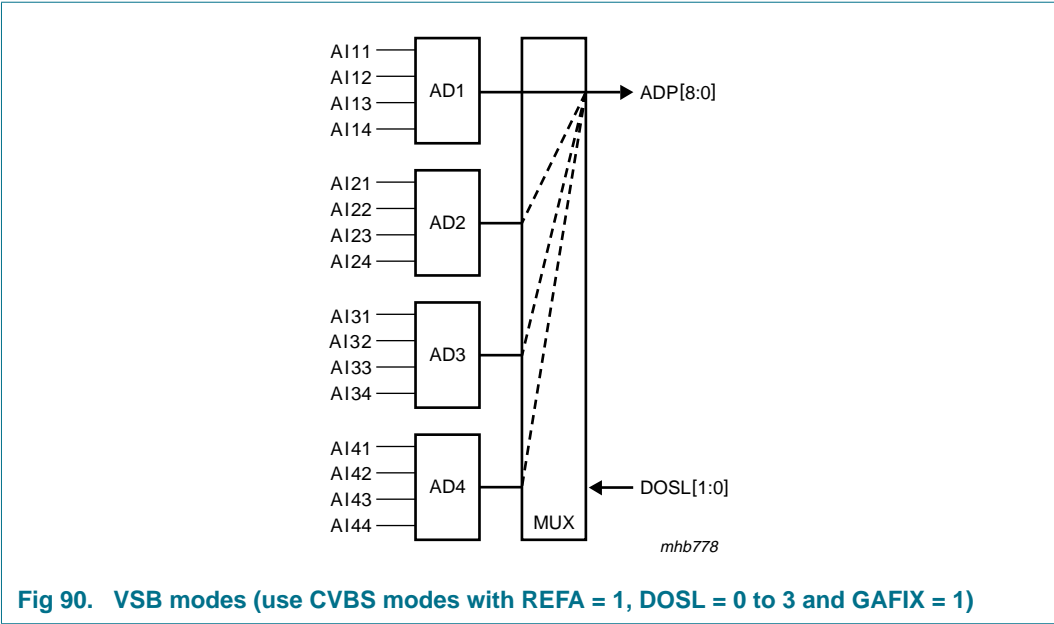 AI11
AI12
AI13
AI14
AD1
ADP[8:0]
AI21
AI22
AI23
AI24
AD2
AI31
AI32
AI33
AI34
AD3
AI41
AI42
AI43
AI44
AD4
DOSL[1:0]
MUX
mhb778
Fig 90. VSB modes (use CVBS modes with REFA = 1, DOSL = 0 to 3 and GAFIX = 1)